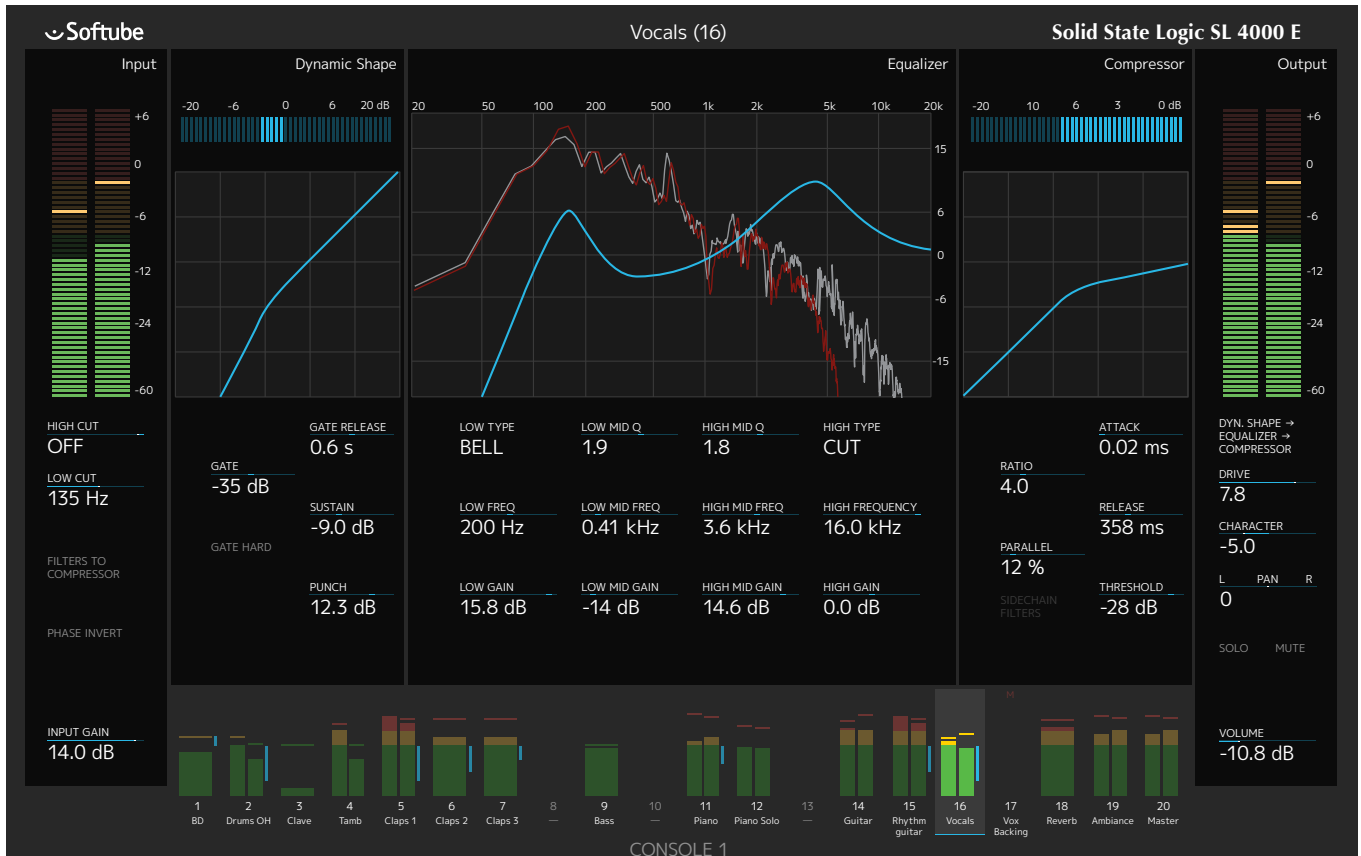 Softube
Vocals (16)
Solid State Logic SL 4000 E
Input
Dynamic Shape
Equalizer
Compressor
Output
+6
0
-6
-12
-24
-60
-20 -6 0 6 20 dB
20 50 100 200 500 1k 2k 5k 10k 20k
15
6
0
-6
-15
-20 10 6 3 0 dB
+6
0
-6
-12
-24
-60
HIGH CUT
OFF
LOW CUT
135 Hz
FILTERS TO
COMPRESSOR
PHASE INVERT
INPUT GAIN
14.0 dB
GATE RELEASE
0.6 s
GATE
-35 dB
SUSTAIN
-9.0 dB
GATE HARD
PUNCH
12.3 dB
LOW TYPE LOW MID Q HIGH MID Q HIGH TYPE
BELL 1.9 1.8 CUT
LOW FREQ LOW MID FREQ HIGH MID FREQ HIGH FREQUENCY
200 Hz 0.41 kHz 3.6 kHz 16.0 kHz
LOW GAIN LOW MID GAIN HIGH MID GAIN HIGH GAIN
15.8 dB -14 dB 14.6 dB 0.0 dB
ATTACK
0.02 ms
RATIO
4.0
RELEASE
358 ms
PARALLEL
12 %
THRESHOLD
-28 dB
SIDECHAIN
FILTERS
DYN. SHAPE →
EQUALIZER →
COMPRESSOR
DRIVE
7.8
CHARACTER
-5.0
L PAN R
0
SOLO MUTE
VOLUME
-10.8 dB
M
1 2 3 4 5 6 7 8 9 10 11 12 13 14 15 16 17 18 19 20
BD Drums OH Clave Tamb Claps 1 Claps 2 Claps 3 — Bass — Piano Piano Solo — Guitar Rhythm Vocals Vox Reverb Ambiance Master
guitar Backing
CONSOLE 1